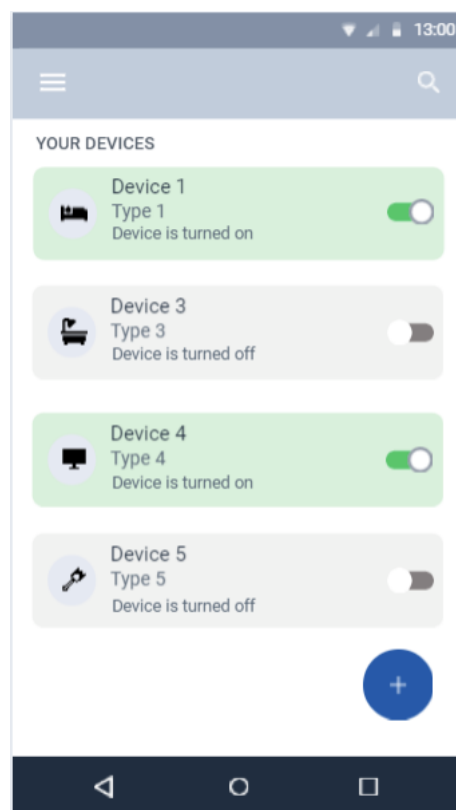 13:00
YOUR DEVICES
Device 1
Type 1
Device is turned on
Device 3
Type 3
Device is turned off
Device 4
Type 4
Device is turned on
Device 5
Type 5
Device is turned off
+